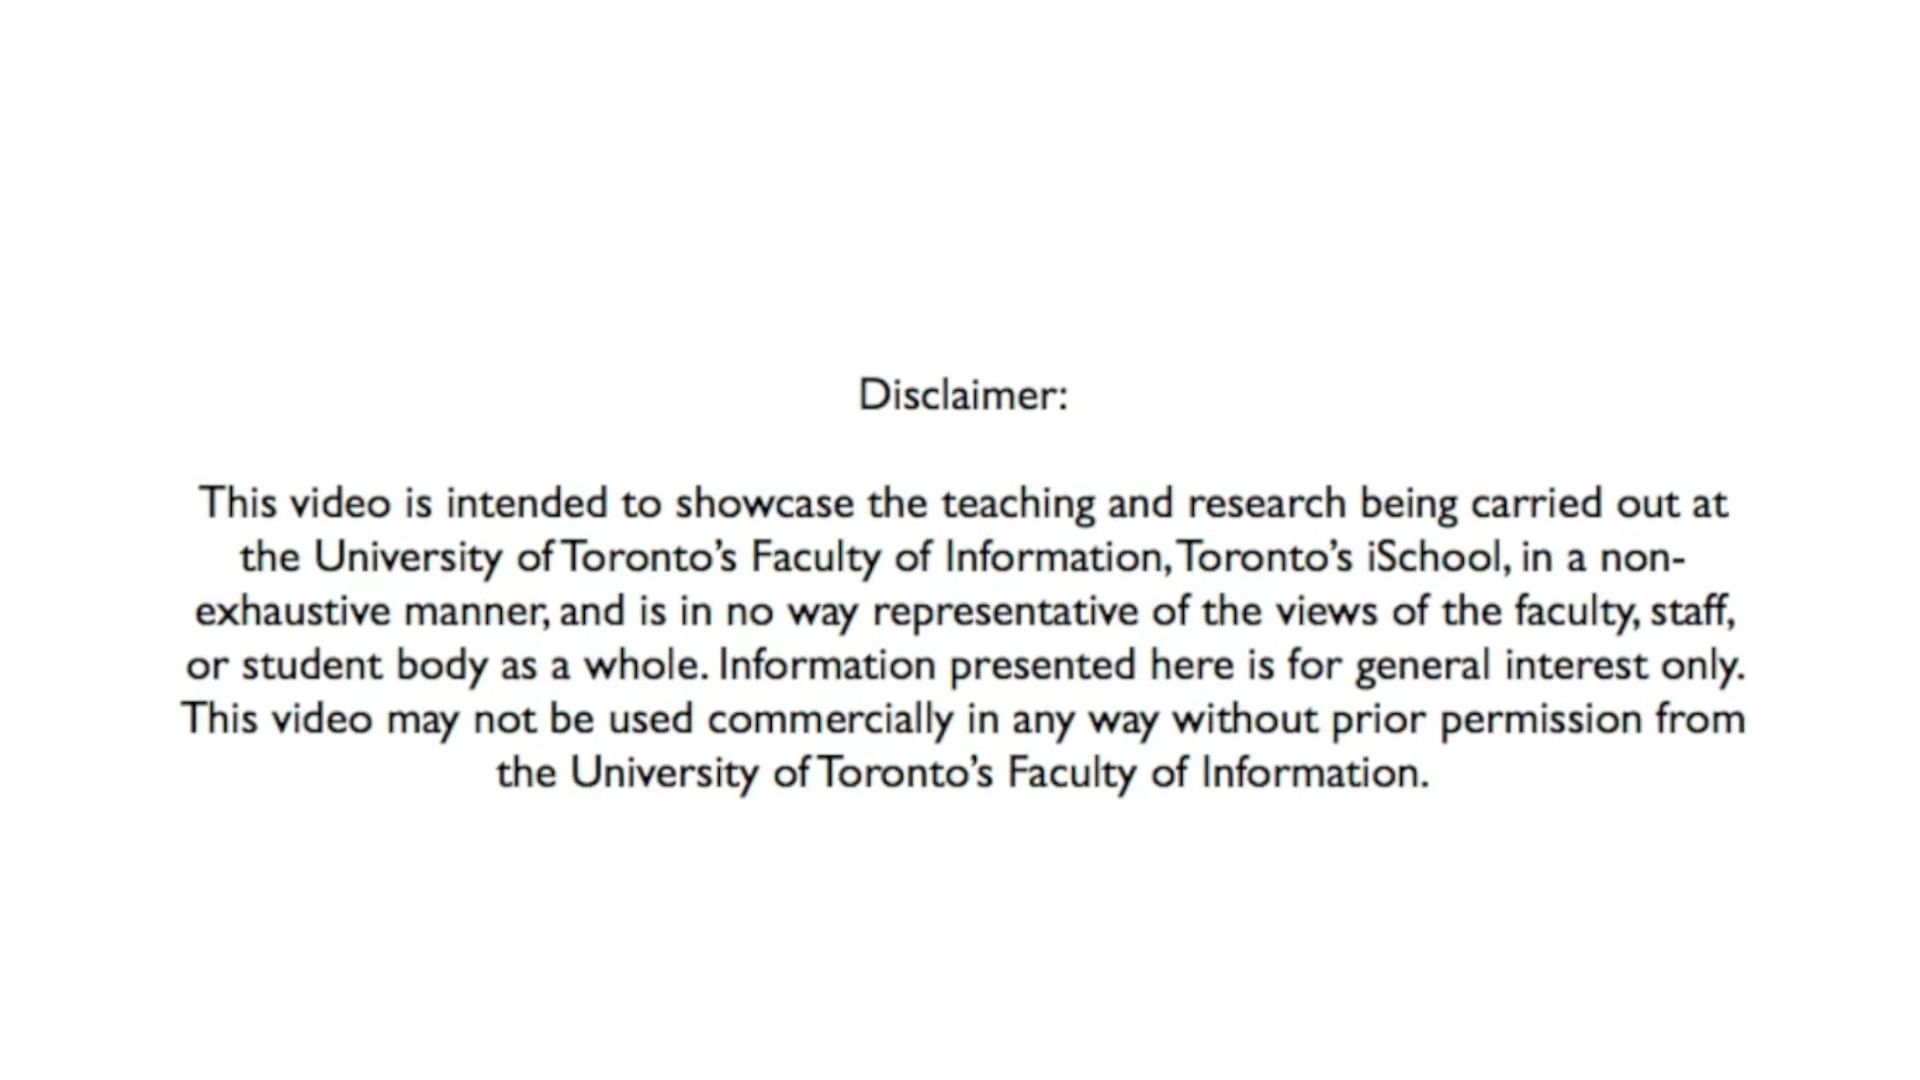 Disclaimer:
This video is intended to showcase the teaching and research being carried out at
the University of Toronto’s Faculty of Information, Toronto’s iSchool, in a non-
exhaustive manner, and is in no way representative of the views of the faculty, staff,
or student body as a whole. Information presented here is for general interest only.
This video may not be used commercially in any way without prior permission from
the University of Toronto’s Faculty of Information.